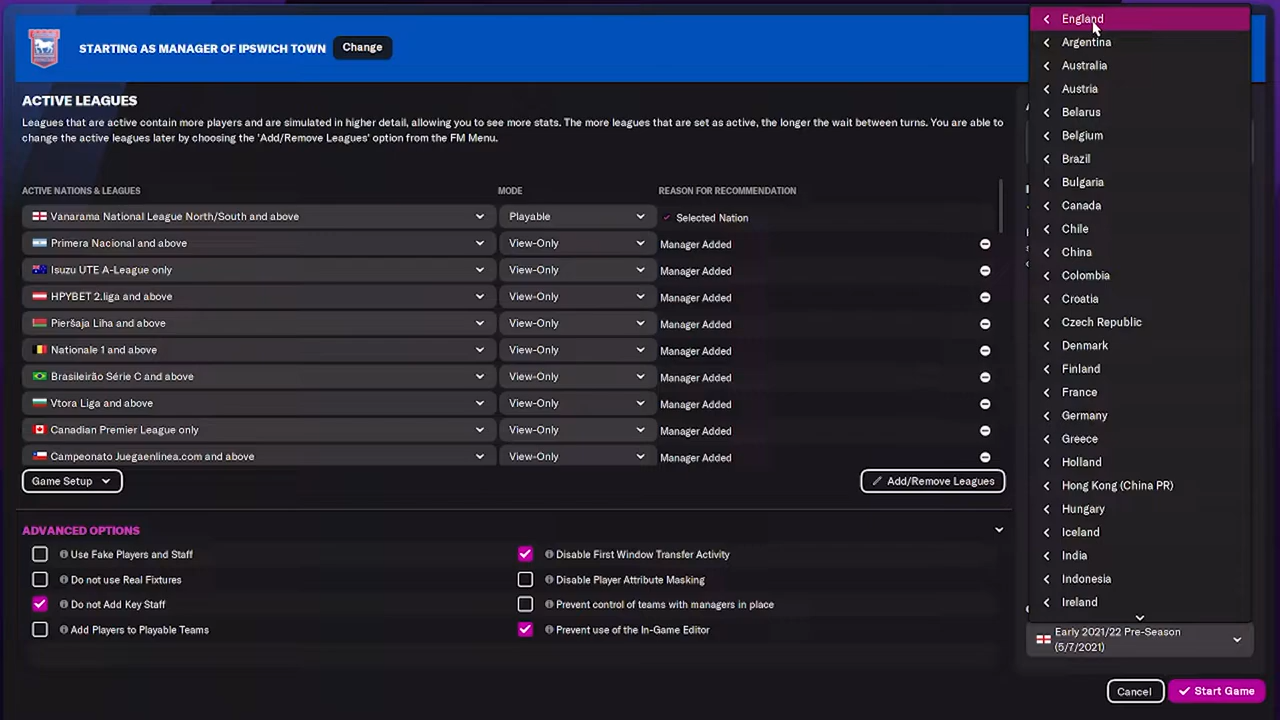 STARTING AS MANAGER OF IPSWICH TOWN
Change
ACTIVE LEAGUES
Leagues that are active contain more players and are simulated in higher detail, allowing you to see more stats. The more leagues that are set as active, the longer the wait between turns. You are able to
change the active leagues later by choosing the 'Add/Remove Leagues' option from the FM Menu.
ACTIVE NATIONS & LEAGUES MODE REASON FOR RECOMMENDATION
Vanarama National League North/South and above Playable Selected Nation
Primera Nacional and above View-Only Manager Added
Isuzu UTE A-League only View-Only Manager Added
HPYBET 2.liga and above View-Only Manager Added
Pieršaja Liha and above View-Only Manager Added
Nationale 1 and above View-Only Manager Added
Brasileirão Série C and above View-Only Manager Added
Vtora Liga and above View-Only Manager Added
Canadian Premier League only View-Only Manager Added
Campeonato Juegaenlinea.com and above View-Only Manager Added
Game Setup
Add/Remove Leagues
ADVANCED OPTIONS
Use Fake Players and Staff
Do not use Real Fixtures
Do not Add Key Staff
Add Players to Playable Teams
Disable First Window Transfer Activity
Disable Player Attribute Masking
Prevent control of teams with managers in place
Prevent use of the In-Game Editor
England
Argentina
Australia
Austria
Belarus
Belgium
Brazil
Bulgaria
Canada
Chile
China
Colombia
Croatia
Czech Republic
Denmark
Finland
France
Germany
Greece
Holland
Hong Kong (China PR)
Hungary
Iceland
India
Indonesia
Ireland
Early 2021/22 Pre-Season
(5/7/2021)
Cancel
Start Game